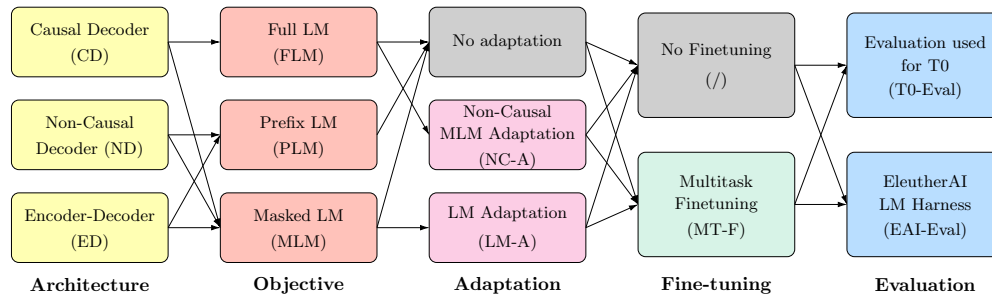 Causal Decoder
(CD)
Non-Causal
Decoder (ND)
Encoder-Decoder
(ED)
Architecture
Full LM
(FLM)
Prefix LM
(PLM)
Masked LM
(MLM)
Objective
No adaptation
Non-Causal
MLM Adaptation
(NC-A)
LM Adaptation
(LM-A)
Adaptation
No Finetuning
(/)
Multitask
Finetuning
(MT-F)
Fine-tuning
Evaluation used
for T0
(T0-Eval)
EleutherAI
LM Harness
(EAI-Eval)
Evaluation